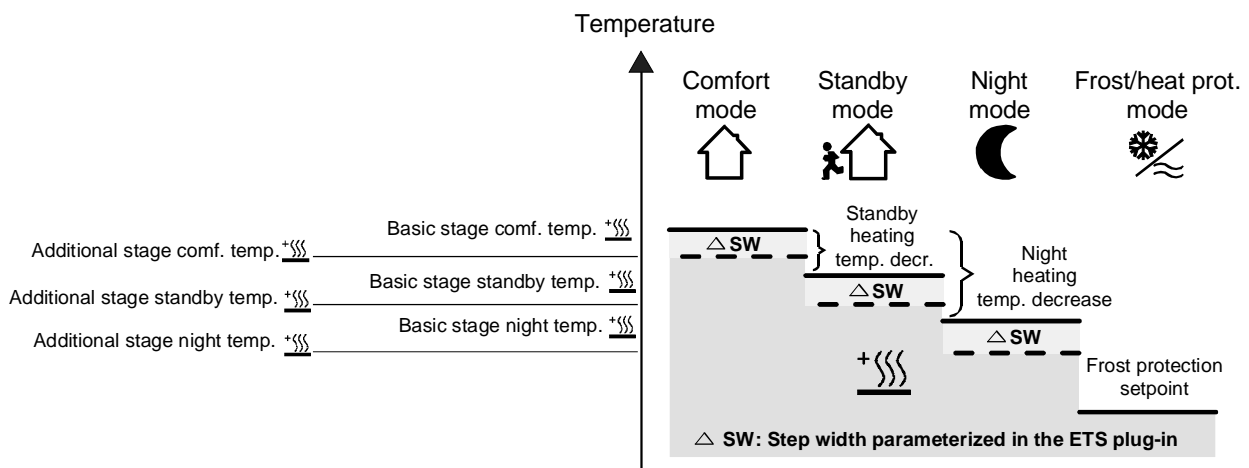 Temperature
Comfort
mode
Standby
mode
Night
mode
Frost/heat prot.
mode
Basic stage comf. temp.
Additional stage comf. temp.
Basic stage standby temp.
Additional stage standby temp.
Basic stage night temp.
Additional stage night temp.
△ SW
Standby
heating
temp. decr.
△ SW
Night
heating
temp. decrease
△ SW
Frost protection
setpoint
△ SW: Step width parameterized in the ETS plug-in